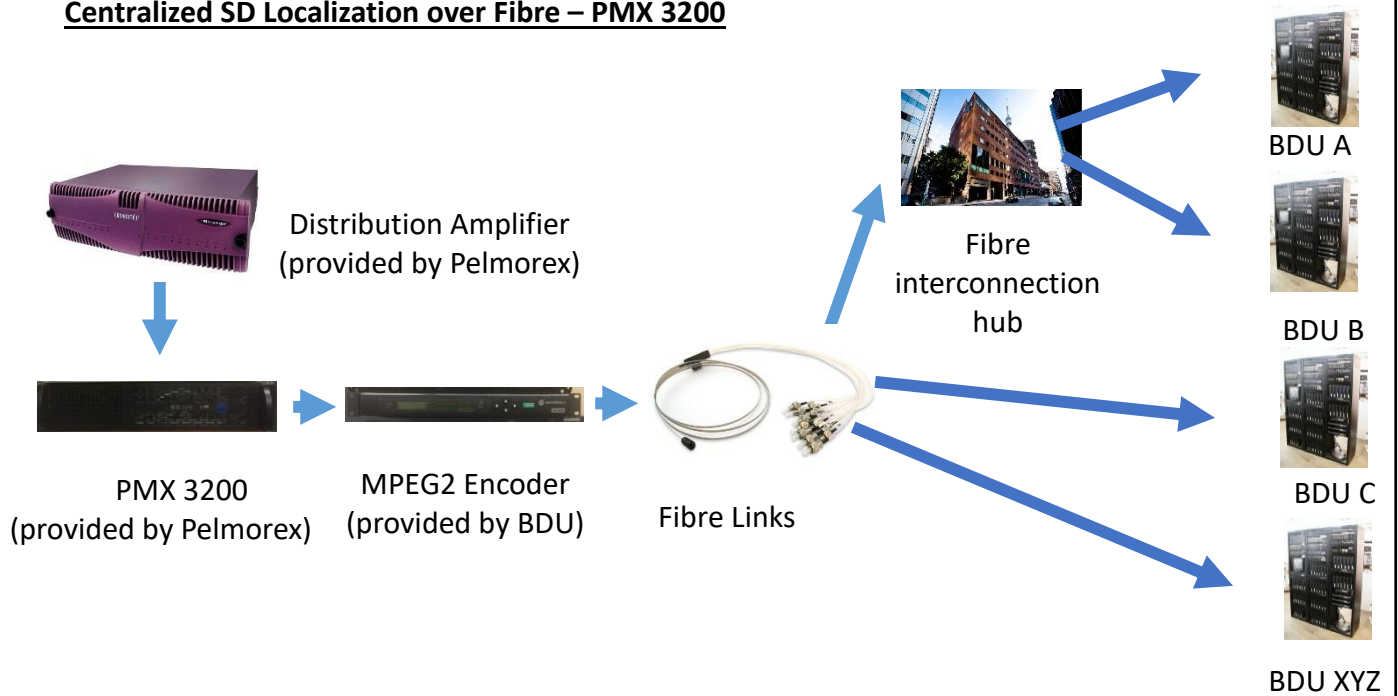 Centralized SD Localization over Fibre – PMX 3200
BDU A
Distribution Amplifier
(provided by Pelmorex)
Fibre
interconnection
hub
BDU B
PMX 3200
(provided by Pelmorex)
MPEG2 Encoder
(provided by BDU)
Fibre Links
BDU C
BDU XYZ